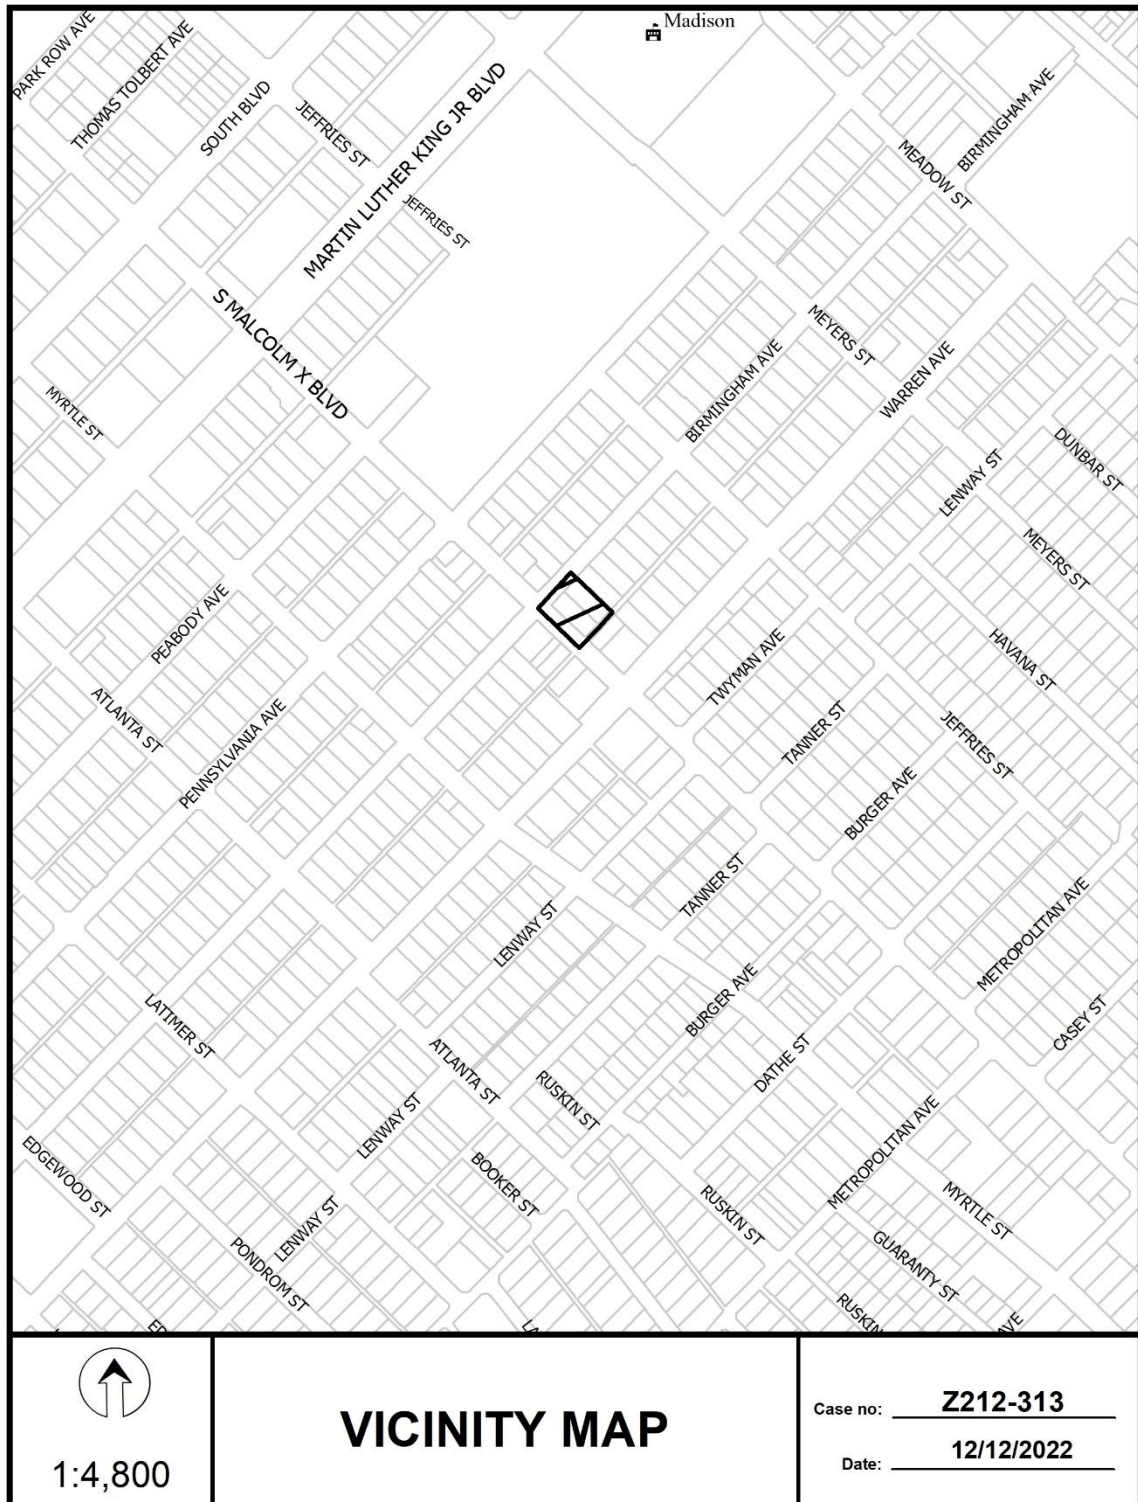 Madison
PARK ROW AVE
THOMAS TOLBERT AVE
SOUTH BLVD
JEFFRIES ST
MARTIN LUTHER KING JR BLVD
BIRMINGHAM AVE
MEADOW ST
JEFFRIES ST
S MALCOLM X BLVD
MEYERS ST
BIRMINGHAM AVE
WARREN AVE
MYRTLE ST
DUNBAR ST
LENWAY ST
MEYERS ST
PEABODY AVE
HAVANA ST
TWYMAN AVE
ATLANTA ST
PENNSYLVANIA AVE
TANNER ST
JEFFRIES ST
BURGER AVE
TANNER ST
METROPOLITAN AVE
LENWAY ST
BURGER AVE
LATIMER ST
CASEY ST
DATHE ST
ATLANTA ST
RUSKIN ST
LENWAY ST
METROPOLITAN AVE
EDGEWOOD ST
BOOKER ST
RUSKIN ST
MYRTLE ST
LENWAY ST
PONDROM ST
GUARANTY ST
RUSKIN
AVE
1:4,800
VICINITY MAP
Case no: Z212-313
Date: 12/12/2022